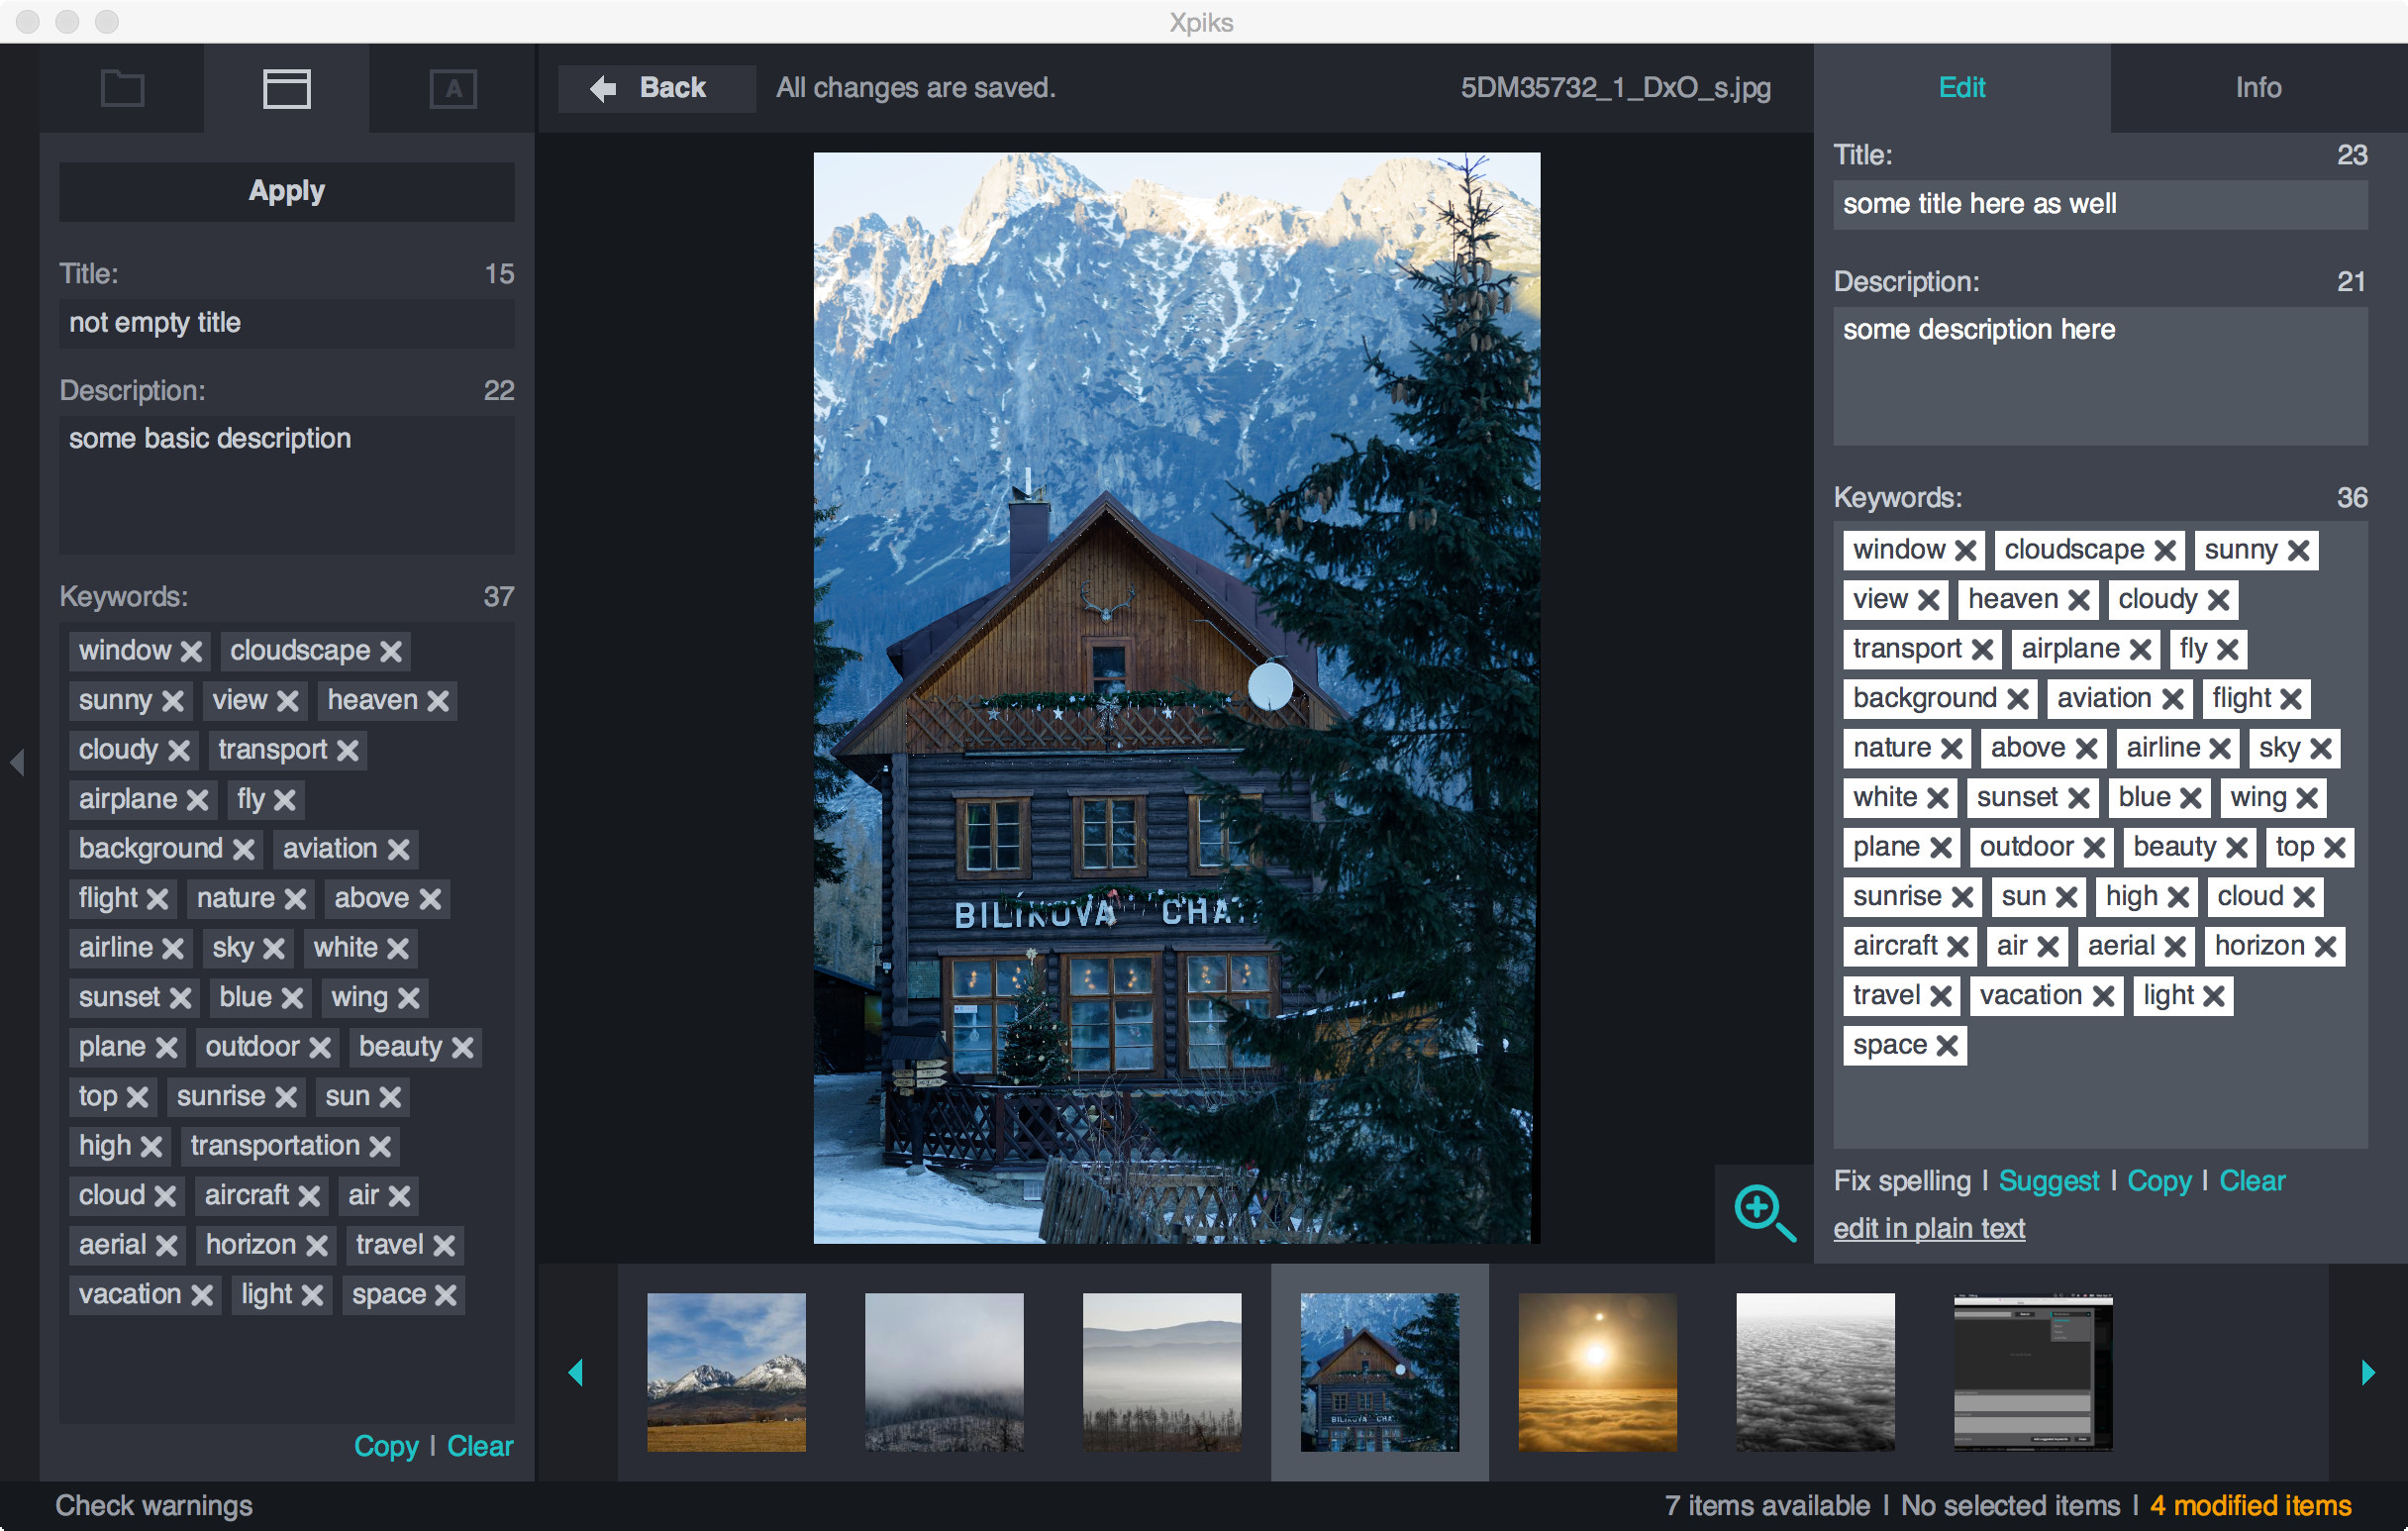 Xpiks
A
Back
All changes are saved.
5DM35732_1_DxO_s.jpg
Edit
Info
Apply
Title: 15
not empty title
Description: 22
some basic description
Keywords: 37
window cloudscape
sunny view heaven
cloudy transport
airplane fly
background aviation
flight nature above
airline sky white
sunset blue wing
plane outdoor beauty
top sunrise sun
high transportation
cloud aircraft air
aerial horizon travel
vacation light space
Copy | Clear
BILÍKOVA CHAT
BILÍKOVA CHAT
Title: 23
some title here as well
Description: 21
some description here
Keywords: 36
window cloudscape sunny
view heaven cloudy
transport airplane fly
background aviation flight
nature above airline sky
white sunset blue wing
plane outdoor beauty top
sunrise sun high cloud
aircraft air aerial horizon
travel vacation light
space
Fix spelling | Suggest | Copy | Clear
edit in plain text
Check warnings
7 items available | No selected items | 4 modified items